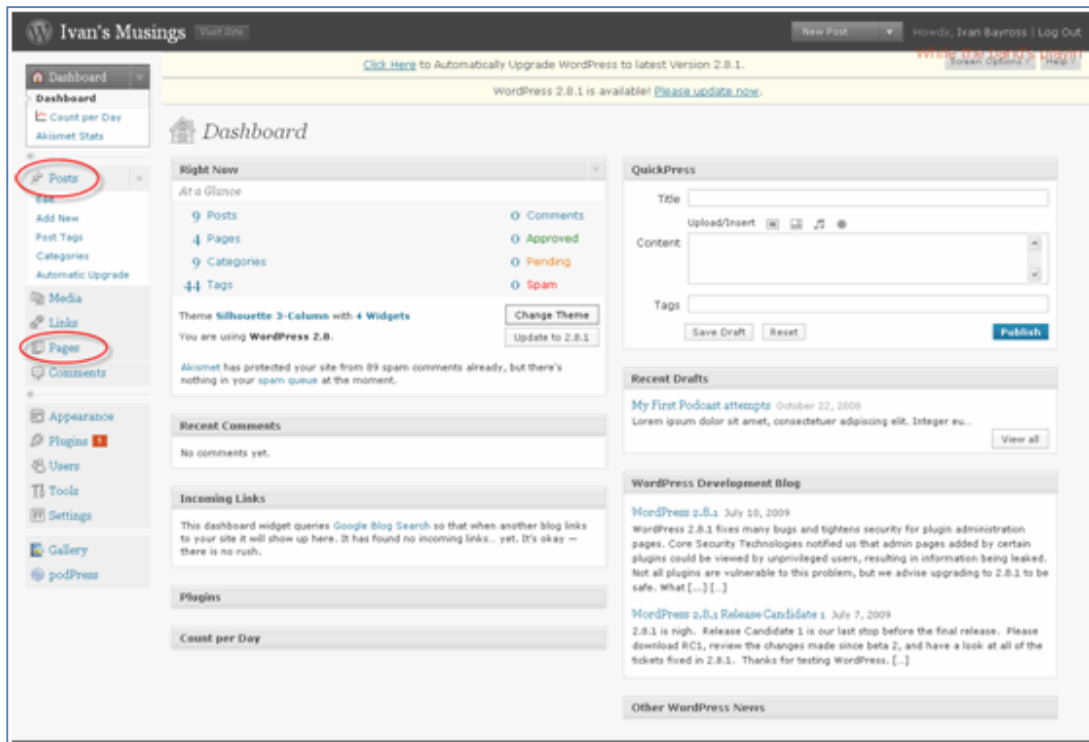 Ivan's Musings Visit Site
New Post
Howdy, Ivan Bayross | Log Out
While the band's playin
Screen Options Help
Click Here to Automatically Upgrade WordPress to latest Version 2.8.1.
WordPress 2.8.1 is available! Please update now.
Dashboard
Dashboard
Count per Day
Akismet Stats
Posts
Edit
Add New
Post Tags
Categories
Automatic Upgrade
Media
Links
Pages
Comments
Appearance
Plugins
Users
Tools
Settings
Gallery
podPress
Dashboard
Right Now
At a Glance
9 Posts 0 Comments
4 Pages 0 Approved
9 Categories 0 Pending
44 Tags 0 Spam
Theme Silhouette 3-Column with 4 Widgets Change Theme
You are using WordPress 2.8. Update to 2.8.1
Akismet has protected your site from 89 spam comments already, but there's
nothing in your spam queue at the moment.
Recent Comments
No comments yet.
Incoming Links
This dashboard widget queries Google Blog Search so that when another blog links
to your site it will show up here. It has found no incoming links… yet. It's okay —
there is no rush.
Plugins
Count per Day
QuickPress
Title
Upload/Insert
Content
Tags
Save Draft Reset Publish
Recent Drafts
My First Podcast attempts October 22, 2008
Lorem ipsum dolor sit amet, consectetuer adipiscing elit. Integer eu…
View all
WordPress Development Blog
WordPress 2.8.1 July 10, 2009
WordPress 2.8.1 fixes many bugs and tightens security for plugin administration
pages. Core Security Technologies notified us that admin pages added by certain
plugins could be viewed by unprivileged users, resulting in information being leaked.
Not all plugins are vulnerable to this problem, but we advise upgrading to 2.8.1 to be
safe. What [...] [...]
WordPress 2.8.1 Release Candidate 1 July 7, 2009
2.8.1 is nigh. Release Candidate 1 is our last stop before the final release. Please
download RC1, review the changes made since beta 2, and have a look at all of the
tickets fixed in 2.8.1. Thanks for testing WordPress. [...]
Other WordPress News